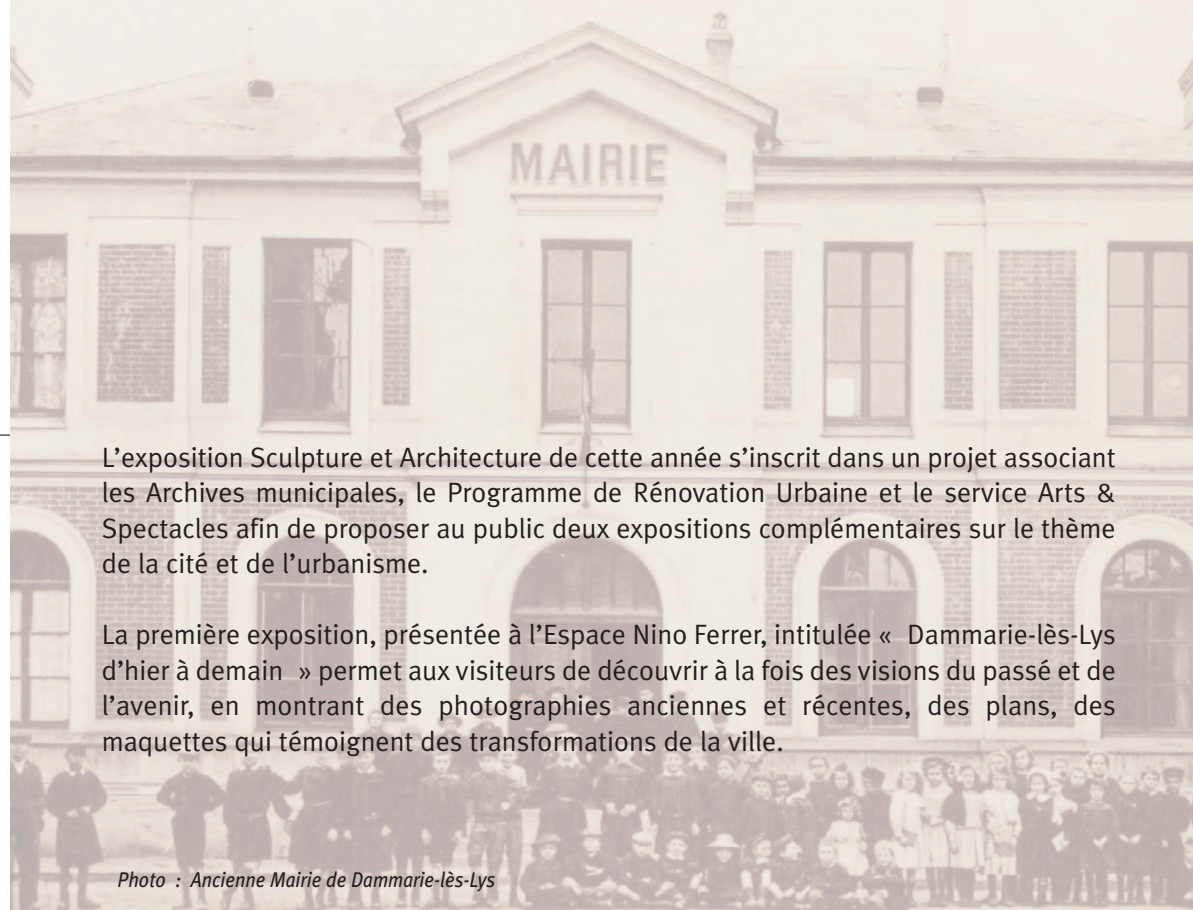 MAIRIE
L’exposition Sculpture et Architecture de cette année s’inscrit dans un projet associant
les Archives municipales, le Programme de Rénovation Urbaine et le service Arts &
Spectacles afin de proposer au public deux expositions complémentaires sur le thème
de la cité et de l’urbanisme.
La première exposition, présentée à l’Espace Nino Ferrer, intitulée «  Dammarie-lès-Lys
d’hier à demain  » permet aux visiteurs de découvrir à la fois des visions du passé et de
l’avenir, en montrant des photographies anciennes et récentes, des plans, des
maquettes qui témoignent des transformations de la ville.
Photo : Ancienne Mairie de Dammarie-lès-Lys